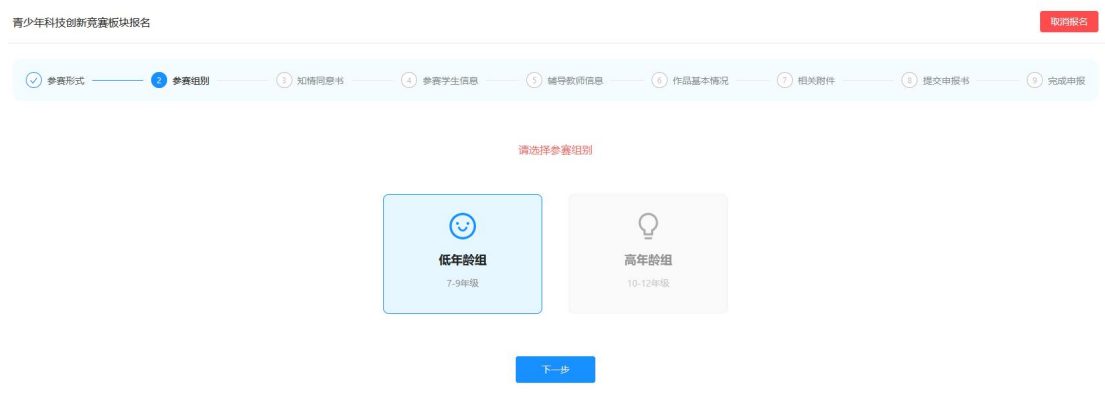 青少年科技创新竞赛板块报名
取消报名
参赛形式 2 参赛组别 3 知情同意书 4 参赛学生信息 5 辅导教师信息 6 作品基本情况 7 相关附件 8 提交申报书 9 完成申报
请选择参赛组别
低年龄组
7-9年级
高年龄组
10-12年级
下一步